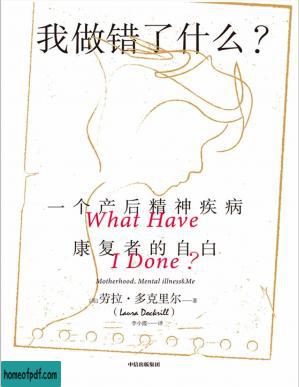 我做错了什么?
一个产后精神疾病
What Have
康复者的自白
I Done?
Motherhood, Mental illness&Me
[英] 劳拉·多克里尔 — 著
(Laura Dockrill)
李小霞 — 译
中信出版集团
homeofpdf.com